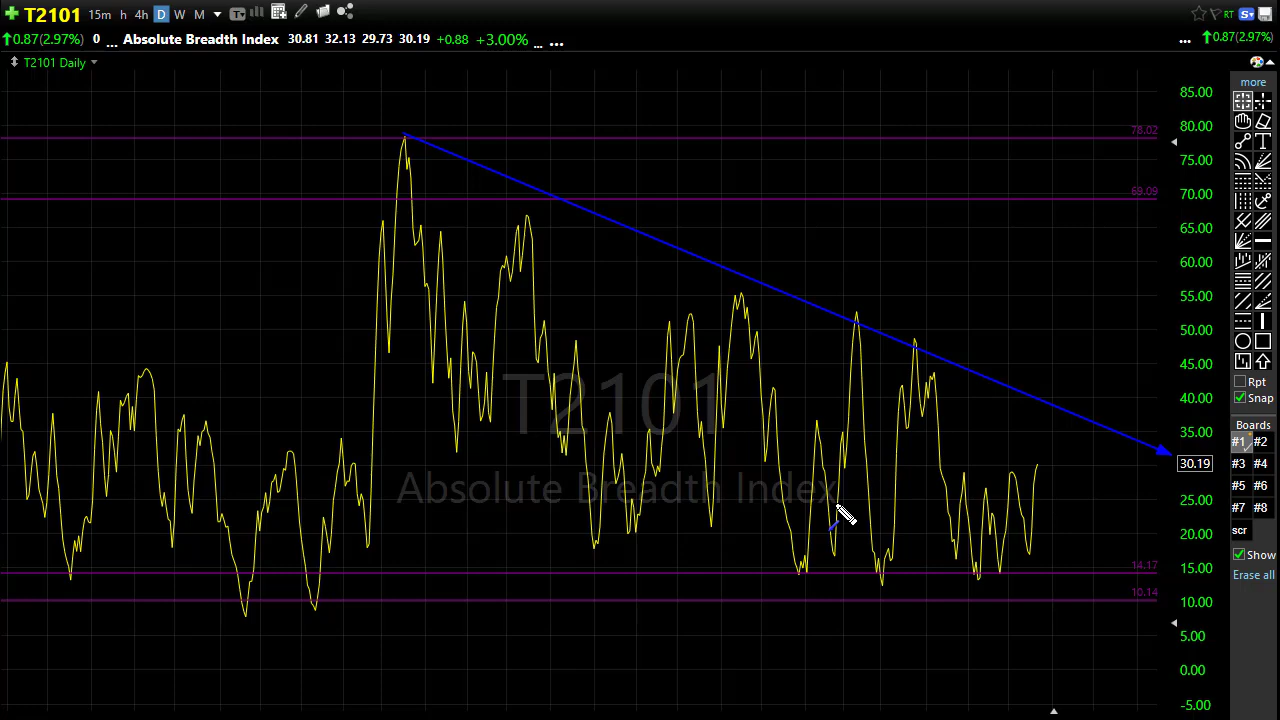 T2101 15m h 4h D W M T RT S
0.87(2.97%) 0 ... Absolute Breadth Index 30.81 32.13 29.73 30.19 +0.88 +3.00% ... ... ... 0.87(2.97%)
T2101 Daily
more
85.00
80.00
78.02
75.00
70.00
69.09
65.00
60.00
55.00
50.00
45.00
40.00
35.00
30.19
25.00
20.00
15.00
14.17
10.00
10.14
5.00
0.00
-5.00
T2101
Absolute Breadth Index
T
Rpt
Snap
Boards
#1 #2
#3 #4
#5 #6
#7 #8
scr
Show
Erase all